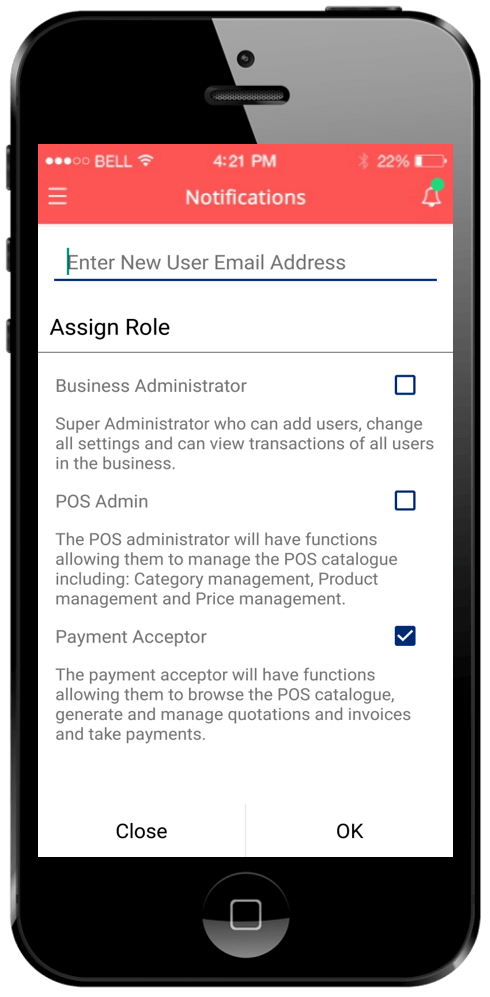 BELL 4:21 PM 22%
Notifications
Enter New User Email Address
Assign Role
Business Administrator
Super Administrator who can add users, change
all settings and can view transactions of all users
in the business.
POS Admin
The POS administrator will have functions
allowing them to manage the POS catalogue
including: Category management, Product
management and Price management.
Payment Acceptor
The payment acceptor will have functions
allowing them to browse the POS catalogue,
generate and manage quotations and invoices
and take payments.
Close OK